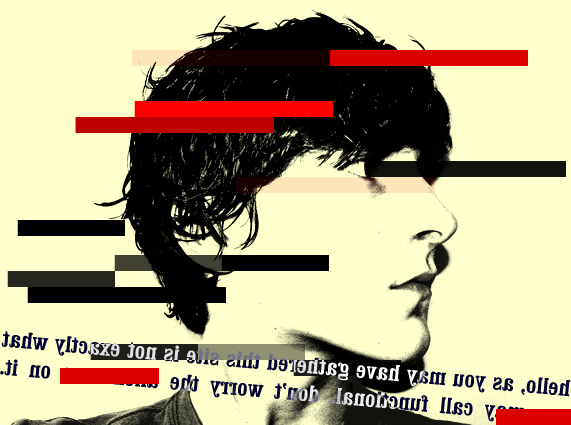 hello, as you may have gathered this site is not exactly what
may call functional, don't worry the on it.